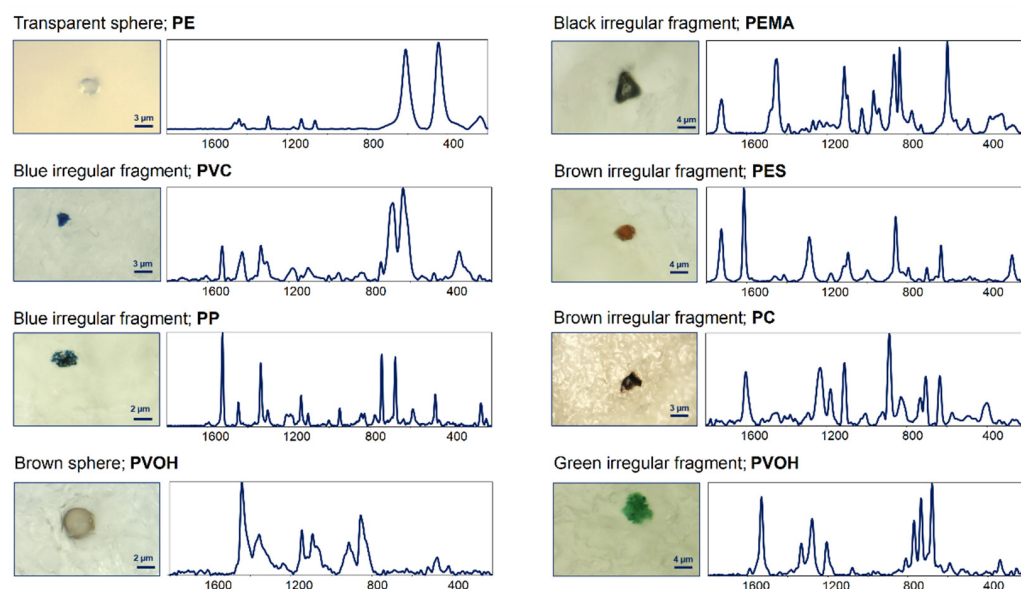 Transparent sphere; PE
3 µm
1600 1200 800 400
Blue irregular fragment; PVC
3 µm
1600 1200 800 400
Blue irregular fragment; PP
2 µm
1600 1200 800 400
Brown sphere; PVOH
2 µm
1600 1200 800 400
Black irregular fragment; PEMA
4 µm
1600 1200 800 400
Brown irregular fragment; PES
4 µm
1600 1200 800 400
Brown irregular fragment; PC
3 µm
1600 1200 800 400
Green irregular fragment; PVOH
4 µm
1600 1200 800 400